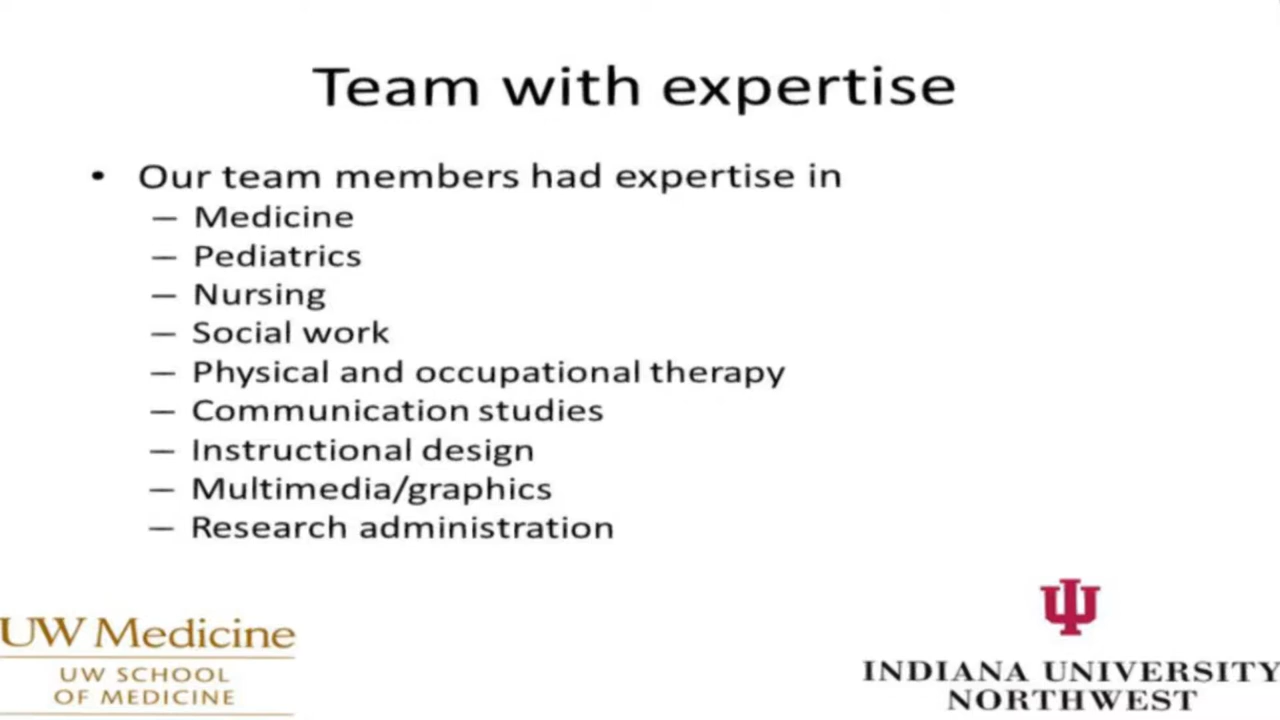 Team with expertise
• Our team members had expertise in
– Medicine
– Pediatrics
– Nursing
– Social work
– Physical and occupational therapy
– Communication studies
– Instructional design
– Multimedia/graphics
– Research administration
UW Medicine
UW SCHOOL
OF MEDICINE
INDIANA UNIVERSITY
NORTHWEST